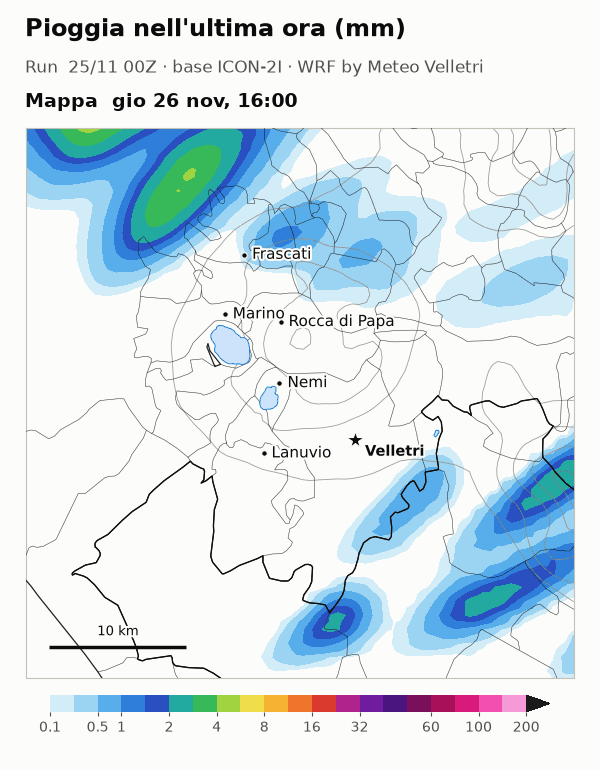 Pioggia nell'ultima ora (mm)
Run  25/11 00Z · base ICON-2I · WRF by Meteo Velletri
Mappa  gio 26 nov, 16:00
Frascati
Marino
Rocca di Papa
Nemi
Velletri
Lanuvio
10 km
0.1 0.5 1 2 4 8 16 32 60 100 200